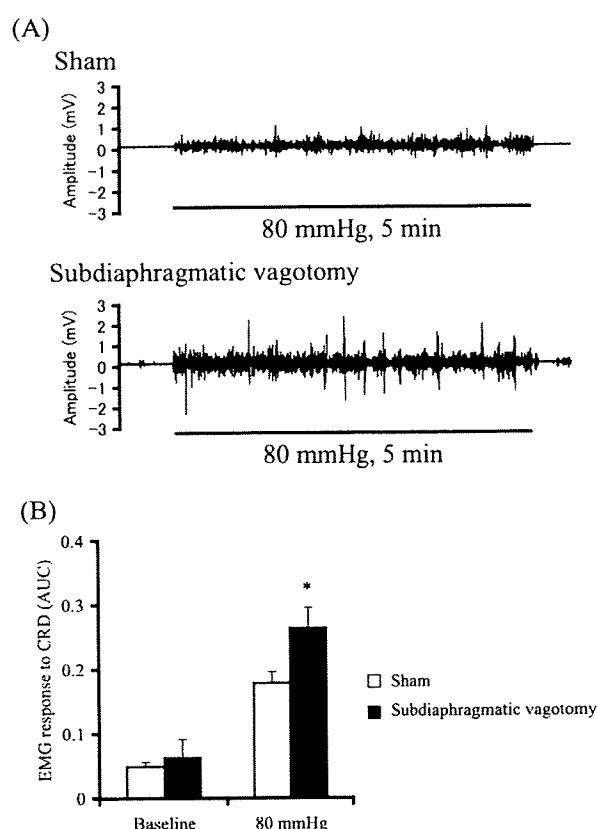 (A)
Sham
Amplitude (mV)
3
2
1
0
−1
−2
−3
80 mmHg, 5 min
Subdiaphragmatic vagotomy
Amplitude (mV)
3
2
1
0
−1
−2
−3
80 mmHg, 5 min
(B)
EMG response to CRD (AUC)
0.4
0.3
0.2
0.1
0
*
Baseline
80 mmHg
Sham
Subdiaphragmatic vagotomy